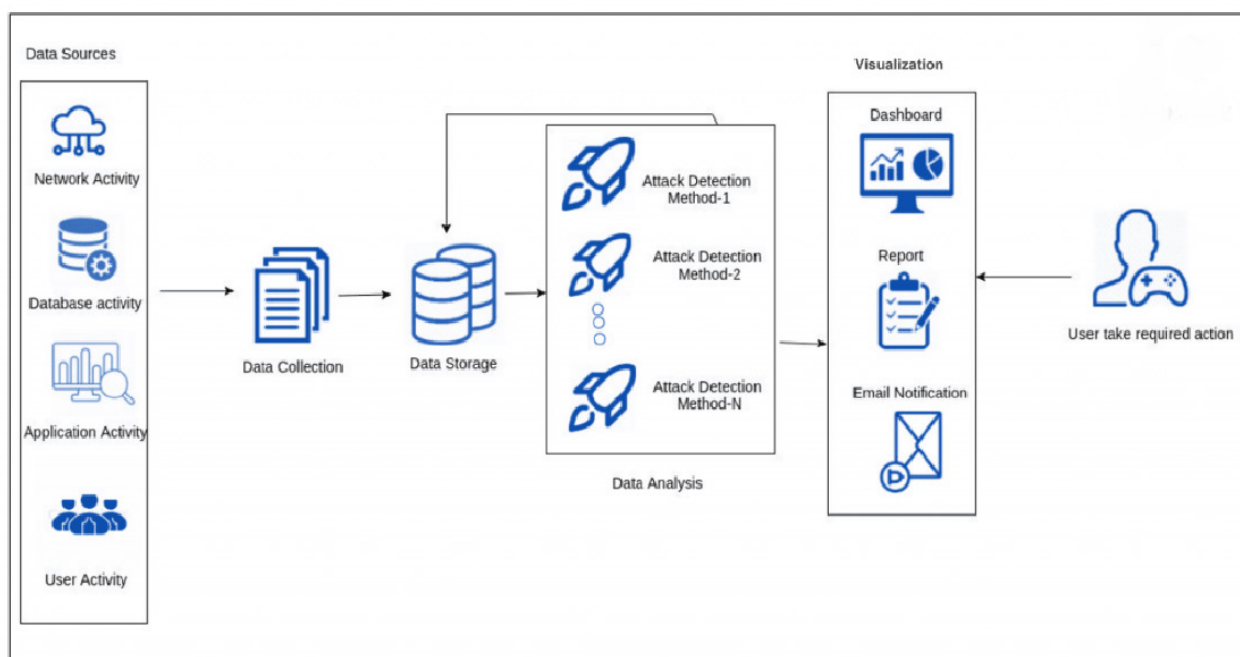 Data Sources
Network Activity
Database activity
Application Activity
User Activity
Data Collection
Data Storage
Attack Detection
Method-1
Attack Detection
Method-2
Attack Detection
Method-N
Data Analysis
Visualization
Dashboard
Report
Email Notification
User take required action